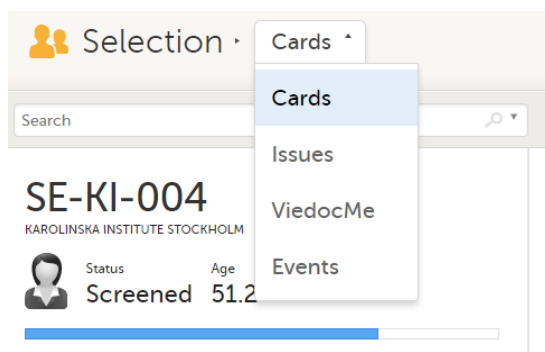 Selection · Cards
Cards
Search
Issues
SE-KI-004
KAROLINSKA INSTITUTE STOCKHOLM
ViedocMe
Status Age
Screened 51.2
Events